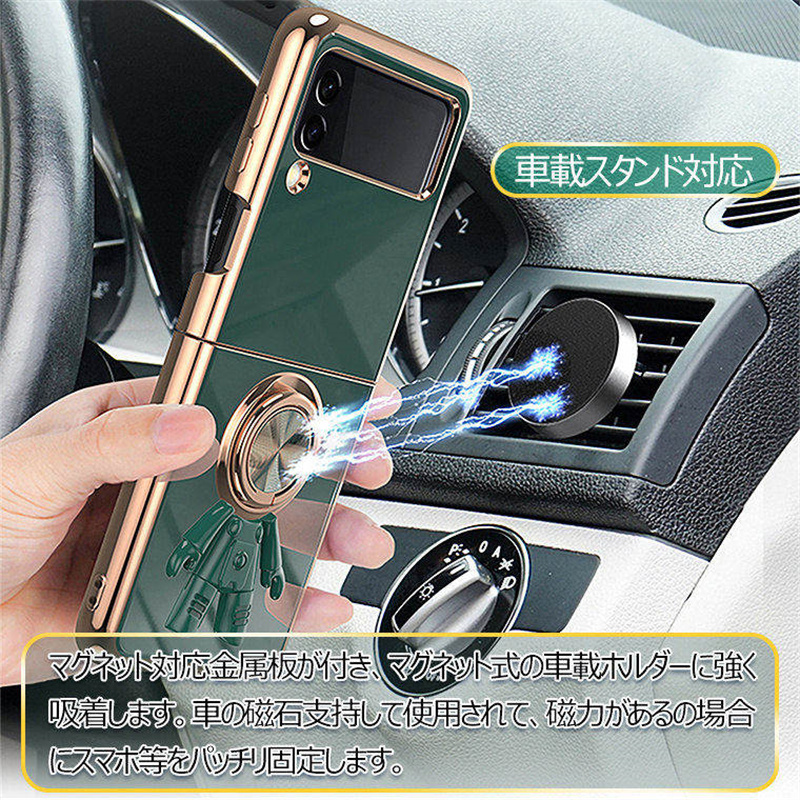 車載スタンド対応
P 0 A
マグネット対応金属板が付き、マグネット式の車載ホルダーに強く
吸着します。車の磁石支持して使用されて、磁力があるの場合
にスマホ等をパッチリ固定します。